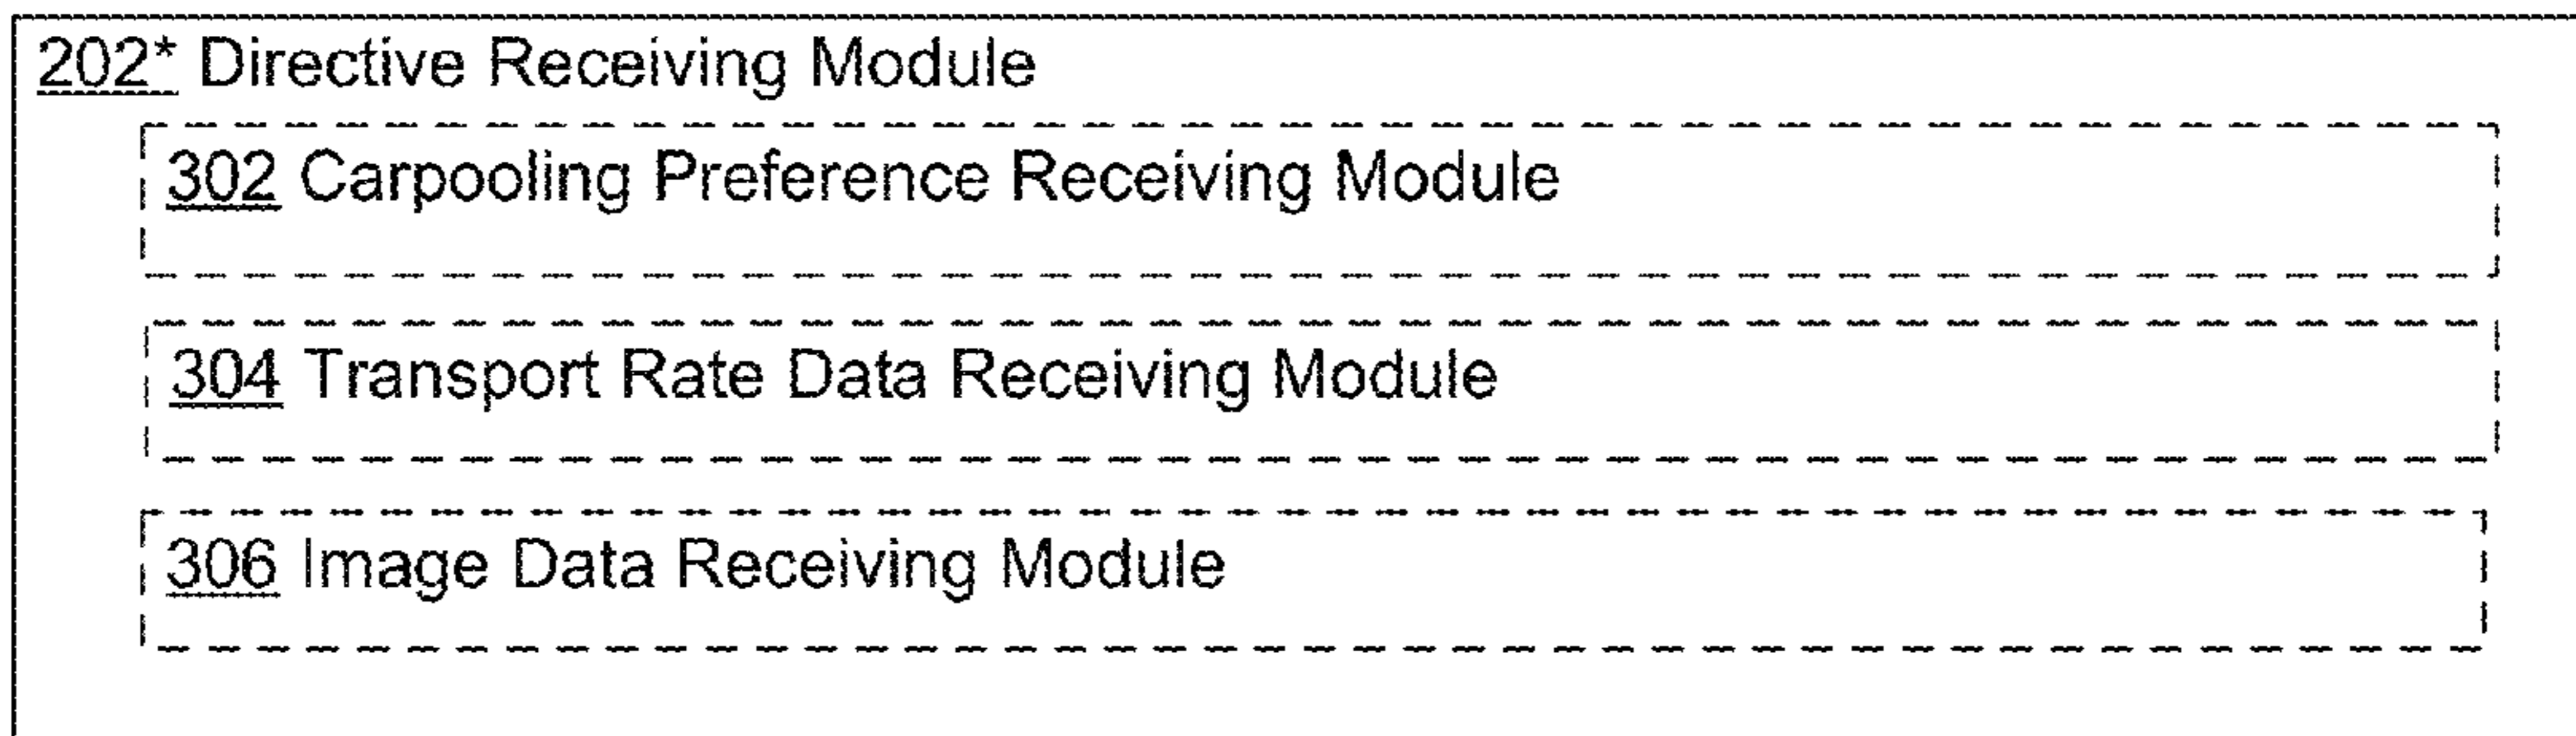 202* Directive Receiving Module
302 Carpooling Preference Receiving Module
304 Transport Rate Data Receiving Module
306 Image Data Receiving Module